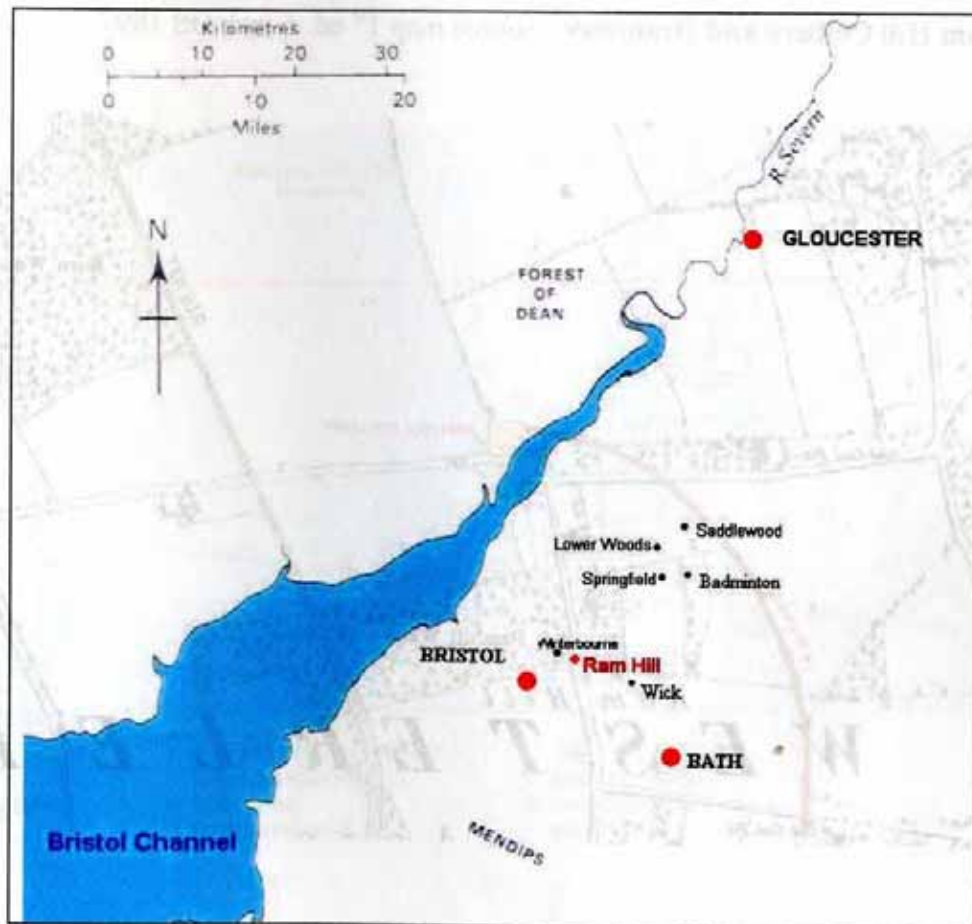 Kilometres
0 10 20 30
0 10 20
Miles
N
R. Severn
GLOUCESTER
FOREST
OF
DEAN
Saddlewood
Lower Woods
Springfield
Badminton
Winterbourne
BRISTOL
Ram Hill
Wick
BATH
Bristol Channel
MENDIPS